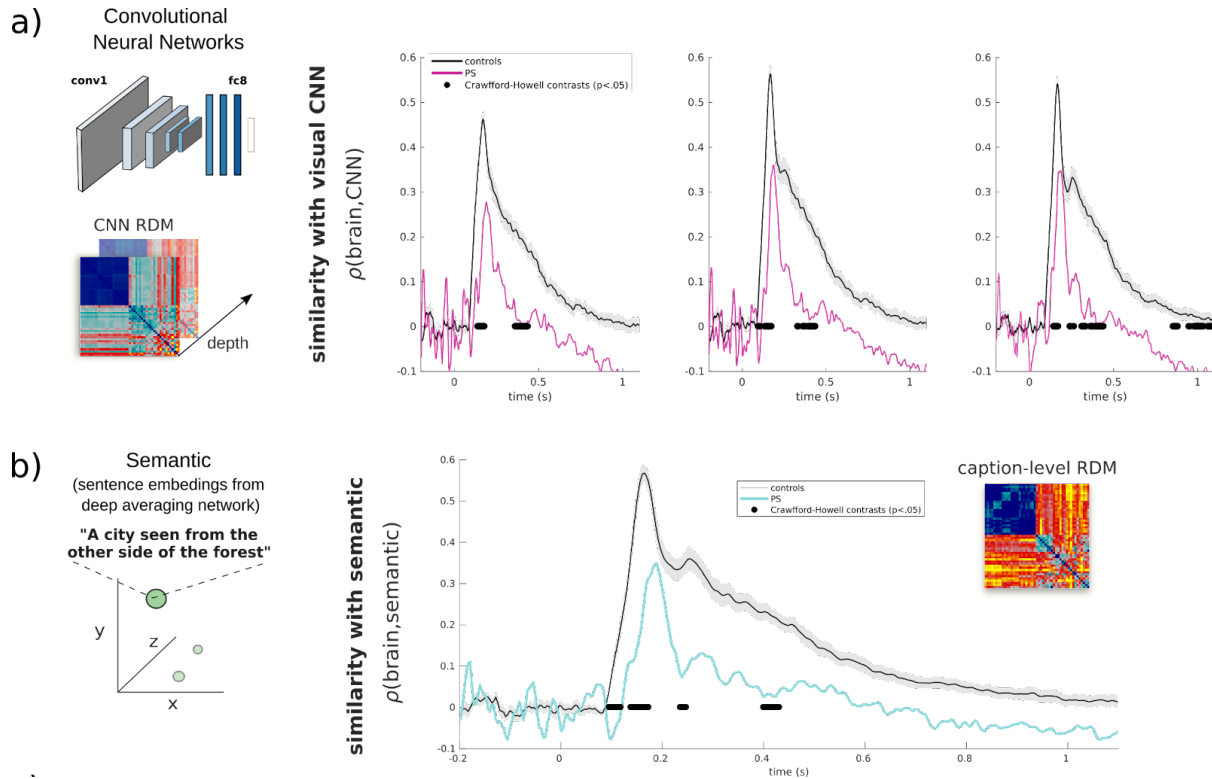 a)
Convolutional
Neural Networks
conv1
fc8
CNN RDM
depth
similarity with visual CNN
ρ(brain,CNN)
controls
PS
Crawfford-Howell contrasts (p<.05)
0.6
0.5
0.4
0.3
0.2
0.1
0
-0.1
0
0.5
1
time (s)
0.6
0.5
0.4
0.3
0.2
0.1
0
-0.1
0
0.5
1
time (s)
0.6
0.5
0.4
0.3
0.2
0.1
0
-0.1
0
0.5
1
time (s)
b)
Semantic
(sentence embedings from
deep averaging network)
"A city seen from the
other side of the forest"
y
z
x
similarity with semantic
ρ(brain,semantic)
0.6
0.5
0.4
0.3
0.2
0.1
0
-0.1
-0.2
0
0.2
0.4
0.6
0.8
1
time (s)
controls
PS
Crawfford-Howell contrasts (p<.05)
caption-level RDM